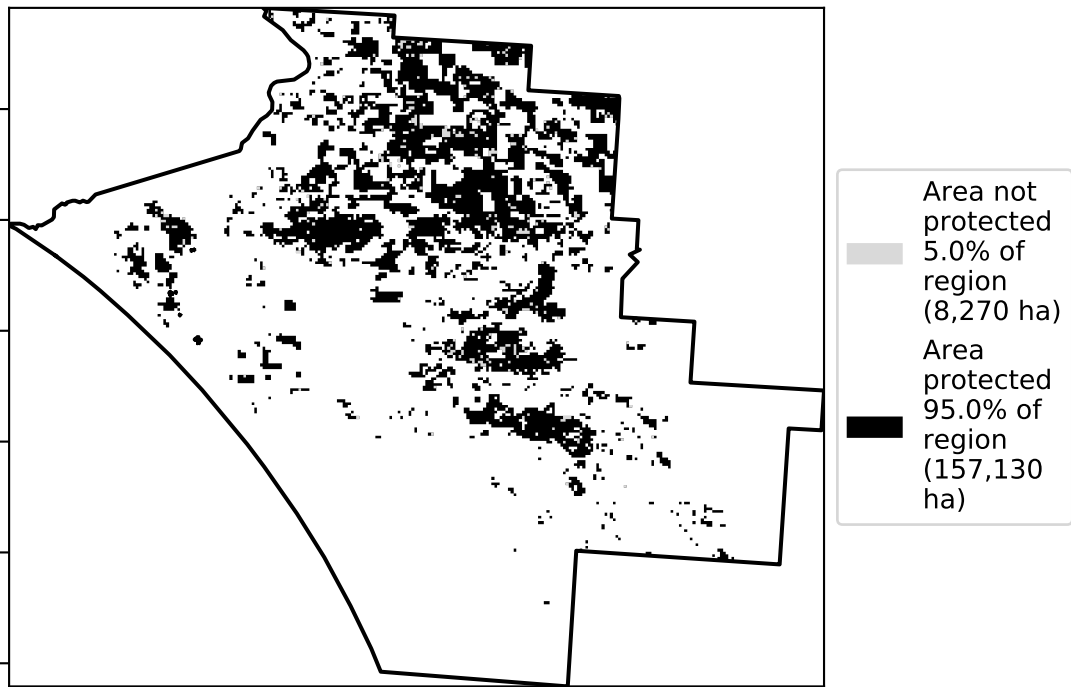 Area not
protected
5.0% of
region
(8,270 ha)
Area
protected
95.0% of
region
(157,130
ha)